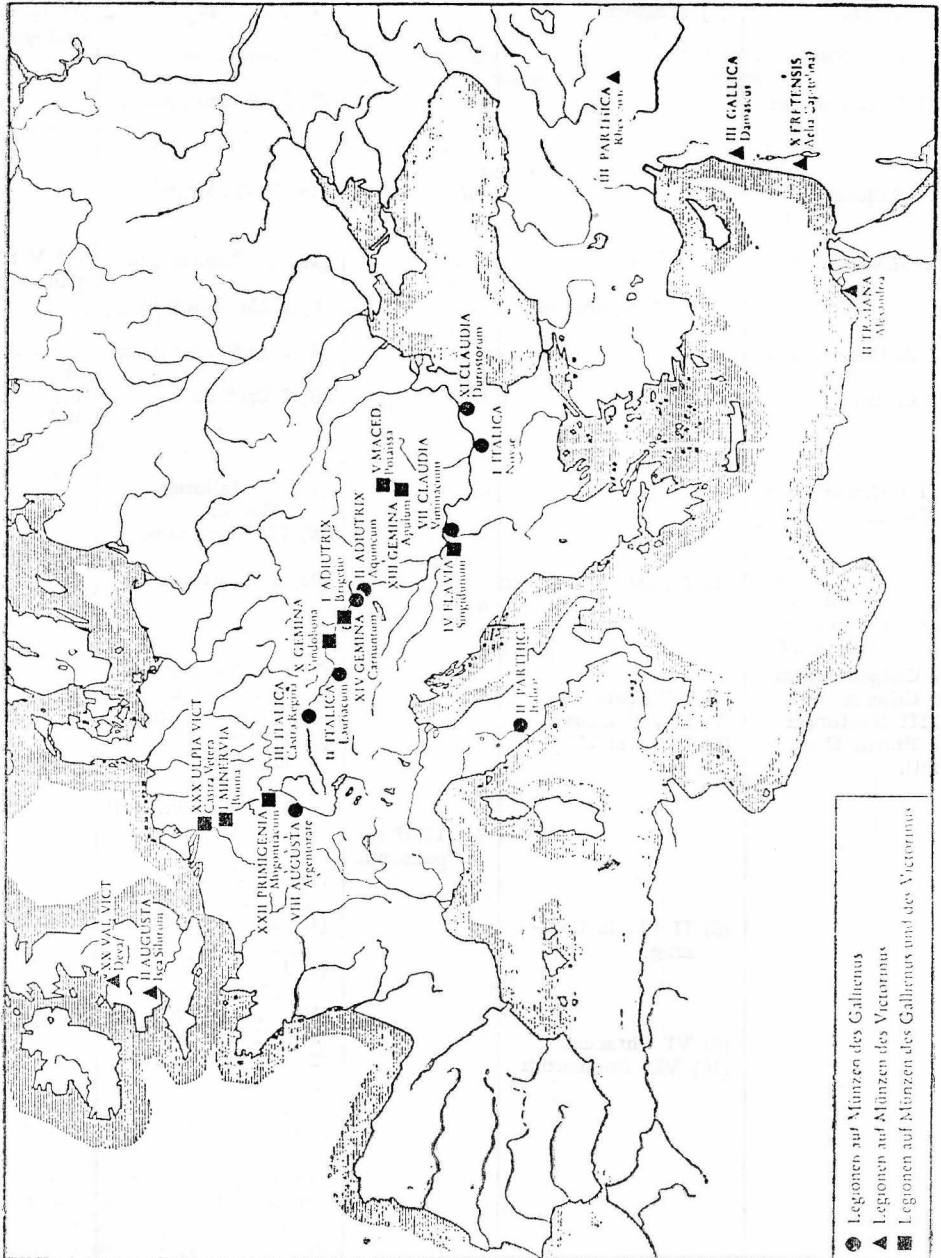 XX VAL VICT
Deva
II AUGUSTA
Isca Silurum
XXX ULPIA VICT
Castra Vetera
I MINERVIA
Bonna
XXII PRIMIGENIA
Mogontiacum
VIII AUGUSTA
Argentorate
III ITALICA
Castra Regina
II ITALICA
Lauriacum
X GEMINA
Vindobona
XIV GEMINA
Carnuntum
I ADIUTRIX
Brigetio
II ADIUTRIX
Aquincum
V MACED
Potaissa
XIII GEMINA
Apulum
VII CLAUDIA
Viminacum
IV FLAVIA
Singidunum
XI CLAUDIA
Durostorum
I ITALICA
Novae
II PARTHICA
III PARTHICA
III GALLICA
Damascus
X FRETENSIS
Aelia Capitolina
II TRAIANA
Alexandria
Legionen auf Münzen des Gallienus
Legionen auf Münzen des Victorinus
Legionen auf Münzen des Gallienus und des Victorinus